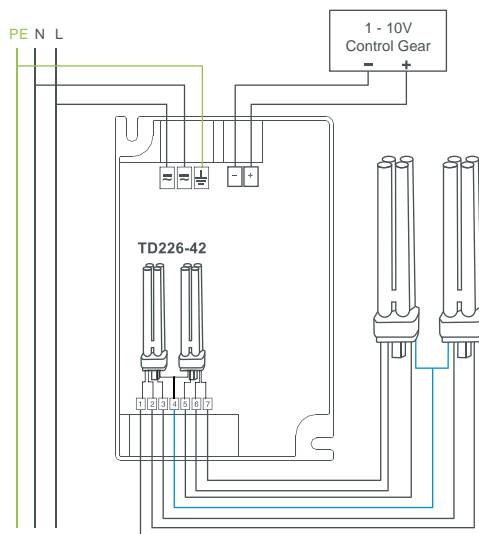 1 - 10V
Control Gear
- +
PE N L
- +
TD226-42
1 2 3 4 5 6 7